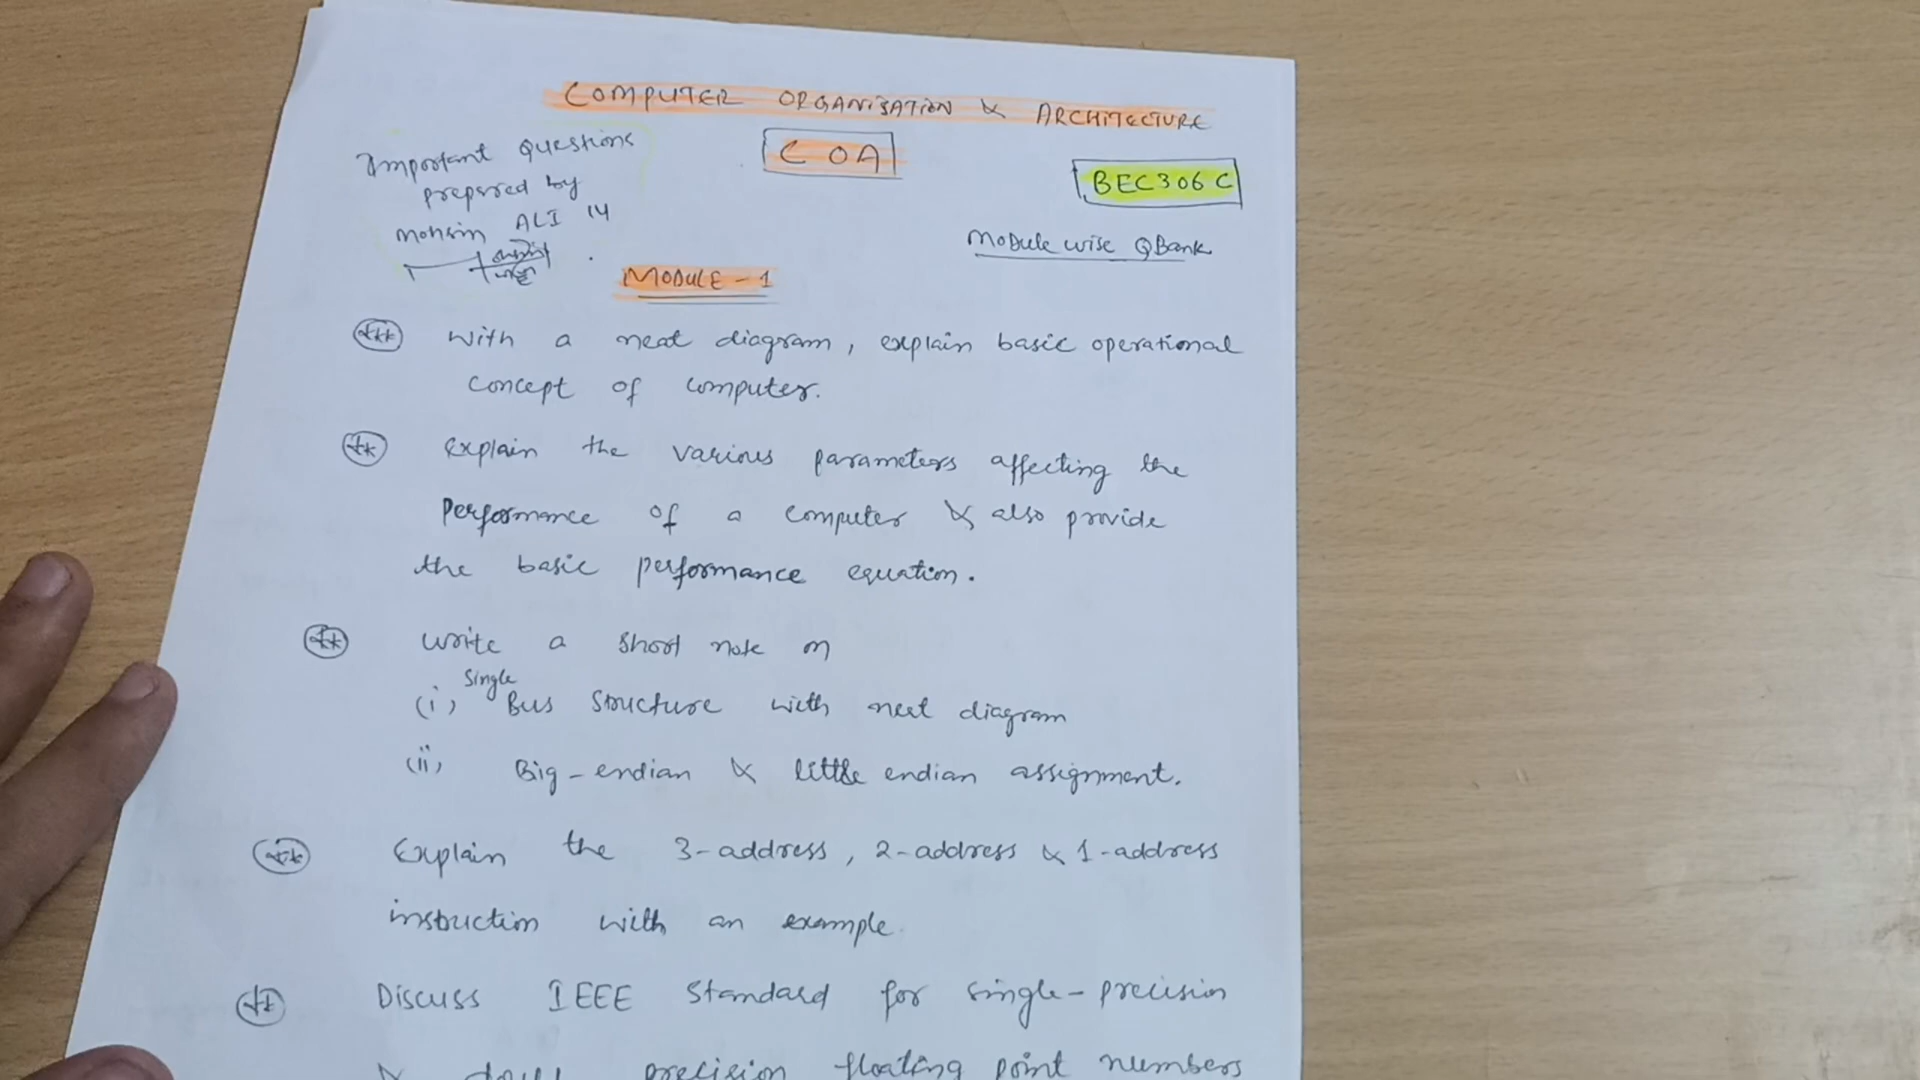 COMPUTER ORGANISATION & ARCHITECTURE
COA
BEC306C
Important Questions
prepared by
Mohsin ALI 14
Module wise QBank
MODULE - 1
*** With a neat diagram, explain basic operational
concept of computer.
** Explain the various parameters affecting the
performance of a computer & also provide
the basic performance equation.
** Write a short note on
(i) Single Bus structure with neat diagram
(ii) Big-endian & little endian assignment.
Explain the 3-address, 2-address & 1-address
instruction with an example.
** Discuss IEEE standard for single-precision
& precision floating point numbers